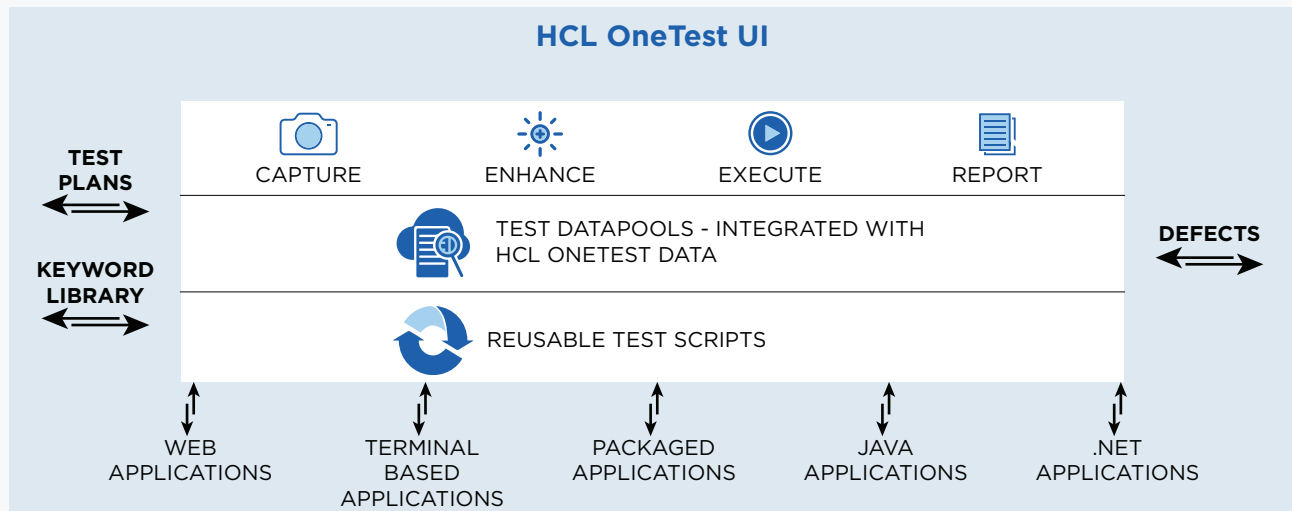 HCL OneTest UI
TEST
PLANS
KEYWORD
LIBRARY
CAPTURE
ENHANCE
EXECUTE
REPORT
TEST DATAPOOLS - INTEGRATED WITH
HCL ONETEST DATA
REUSABLE TEST SCRIPTS
DEFECTS
WEB
APPLICATIONS
TERMINAL
BASED
APPLICATIONS
PACKAGED
APPLICATIONS
JAVA
APPLICATIONS
.NET
APPLICATIONS